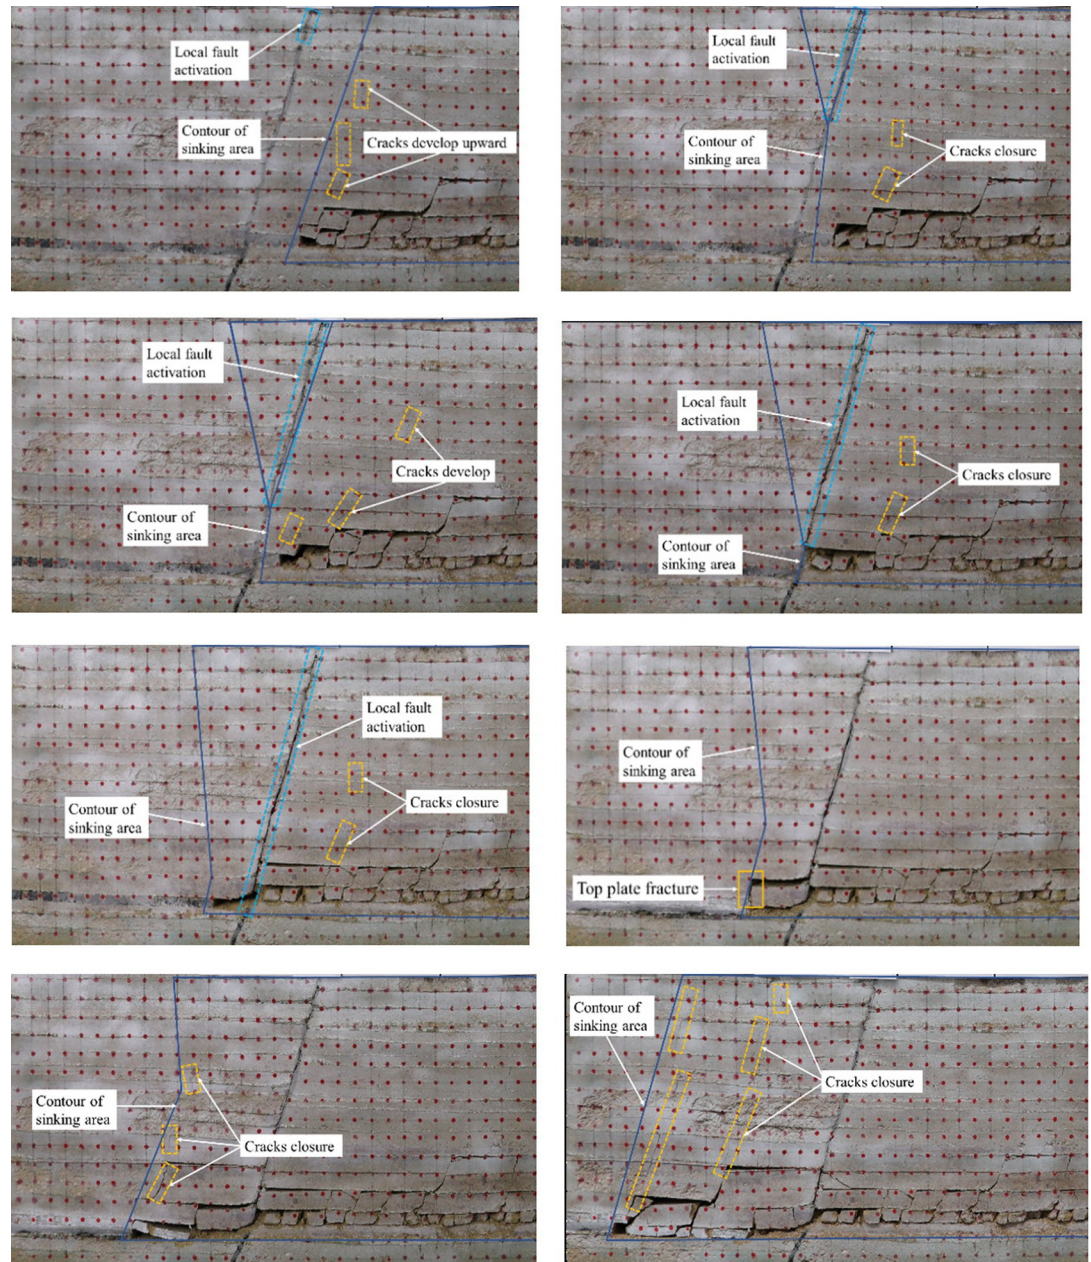 Local fault
activation
Contour of
sinking area
Cracks develop upward
Local fault
activation
Contour of
sinking area
Cracks closure
Local fault
activation
Cracks develop
Contour of
sinking area
Local fault
activation
Cracks closure
Contour of
sinking area
Local fault
activation
Contour of
sinking area
Cracks closure
Contour of
sinking area
Top plate fracture
Contour of
sinking area
Cracks closure
Contour of
sinking area
Cracks closure